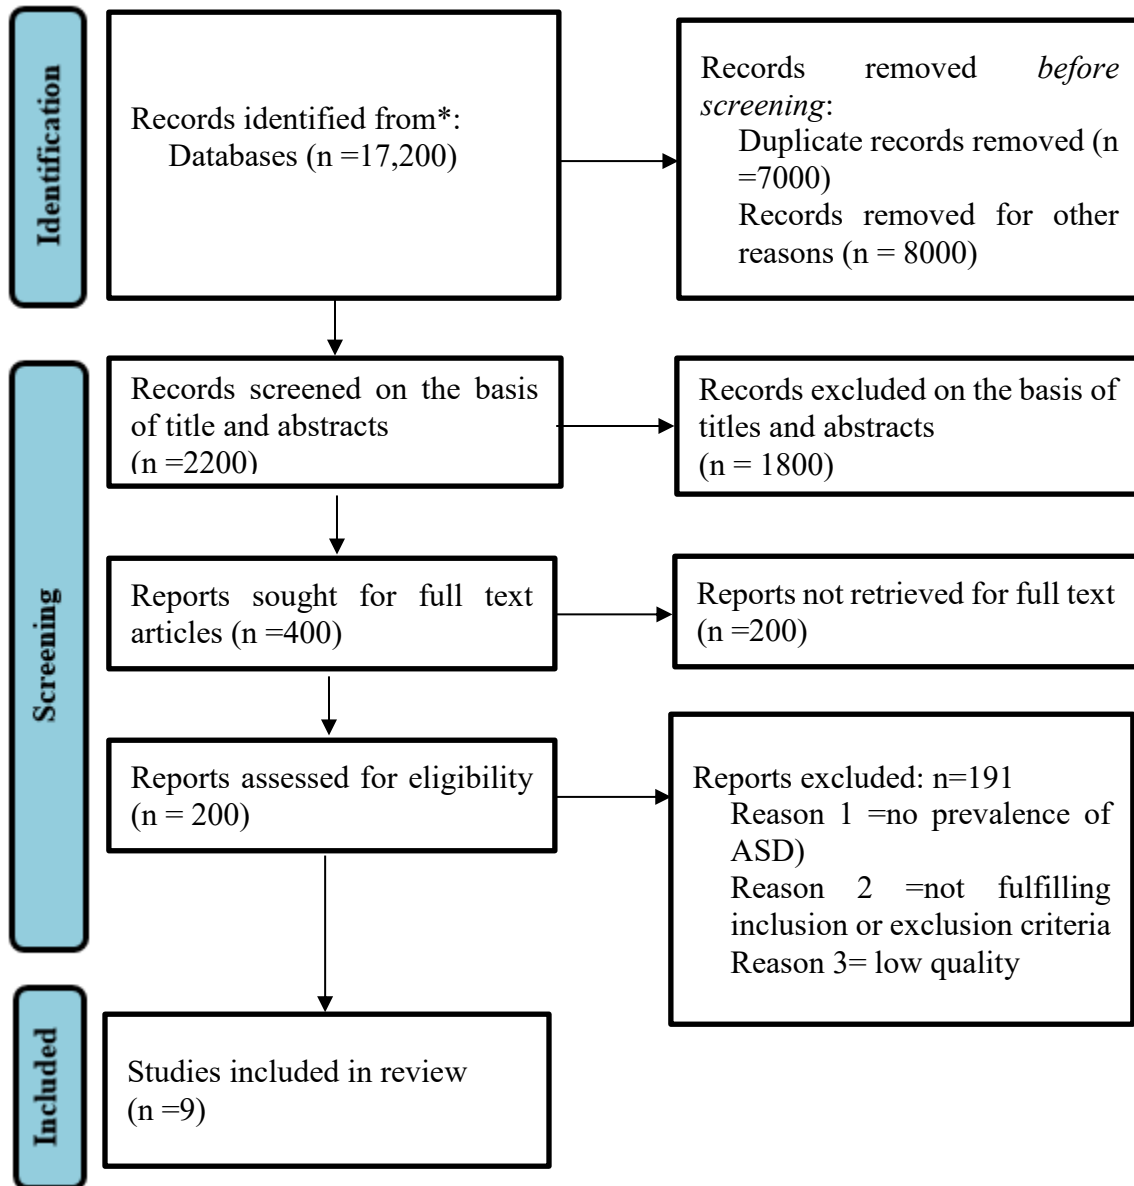 Identification
Records identified from*:
Databases (n =17,200)
Records removed before
screening:
Duplicate records removed (n
=7000)
Records removed for other
reasons (n = 8000)
Screening
Records screened on the basis
of title and abstracts
(n =2200)
Records excluded on the basis of
titles and abstracts
(n = 1800)
Reports sought for full text
articles (n =400)
Reports not retrieved for full text
(n =200)
Reports assessed for eligibility
(n = 200)
Reports excluded: n=191
Reason 1 =no prevalence of
ASD)
Reason 2 =not fulfilling
inclusion or exclusion criteria
Reason 3= low quality
Included
Studies included in review
(n =9)